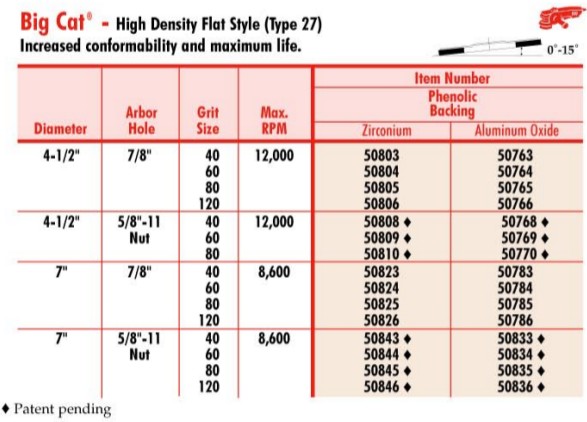 Big Cat® - High Density Flat Style (Type 27)
Increased conformability and maximum life.
0°-15°
Item Number
Phenolic
Backing
Diameter Arbor Hole Grit Size Max. RPM Zirconium Aluminum Oxide
4-1/2" 7/8" 40 12,000 50803 50763
60 50804 50764
80 50805 50765
120 50806 50766
4-1/2" 5/8"-11 40 12,000 50808 ♦ 50768 ♦
Nut 60 50809 ♦ 50769 ♦
80 50810 ♦ 50770 ♦
7" 7/8" 40 8,600 50823 50783
60 50824 50784
80 50825 50785
120 50826 50786
7" 5/8"-11 40 8,600 50843 ♦ 50833 ♦
Nut 60 50844 ♦ 50834 ♦
80 50845 ♦ 50835 ♦
120 50846 ♦ 50836 ♦
♦ Patent pending